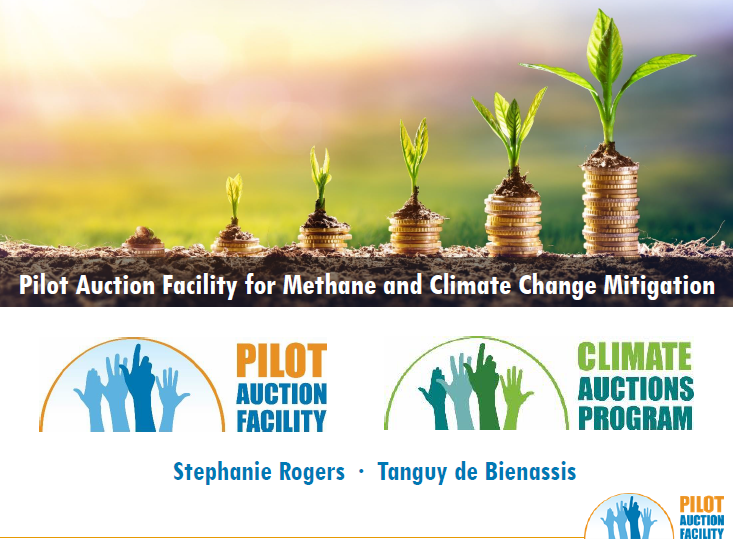 Pilot Auction Facility for Methane and Climate Change Mitigation
PILOT
AUCTION
FACILITY
CLIMATE
AUCTIONS
PROGRAM
Stephanie Rogers · Tanguy de Bienassis
PILOT
AUCTION
FACILITY